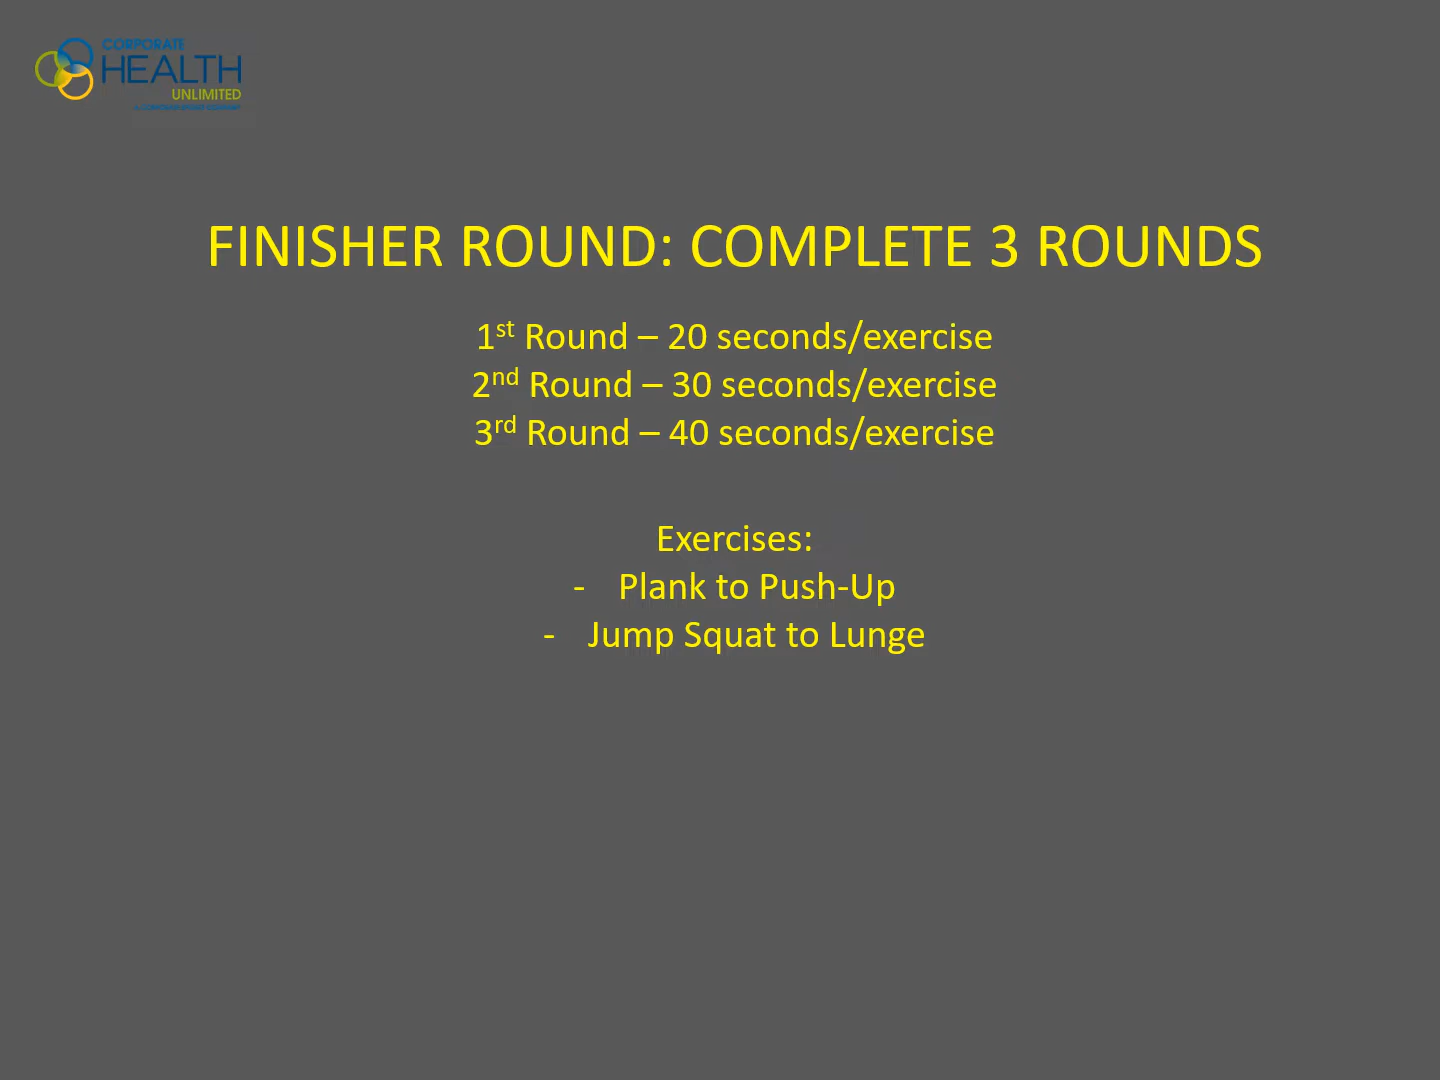 CORPORATE
HEALTH
UNLIMITED
FINISHER ROUND: COMPLETE 3 ROUNDS
1st Round – 20 seconds/exercise
2nd Round – 30 seconds/exercise
3rd Round – 40 seconds/exercise
Exercises:
- Plank to Push-Up
- Jump Squat to Lunge